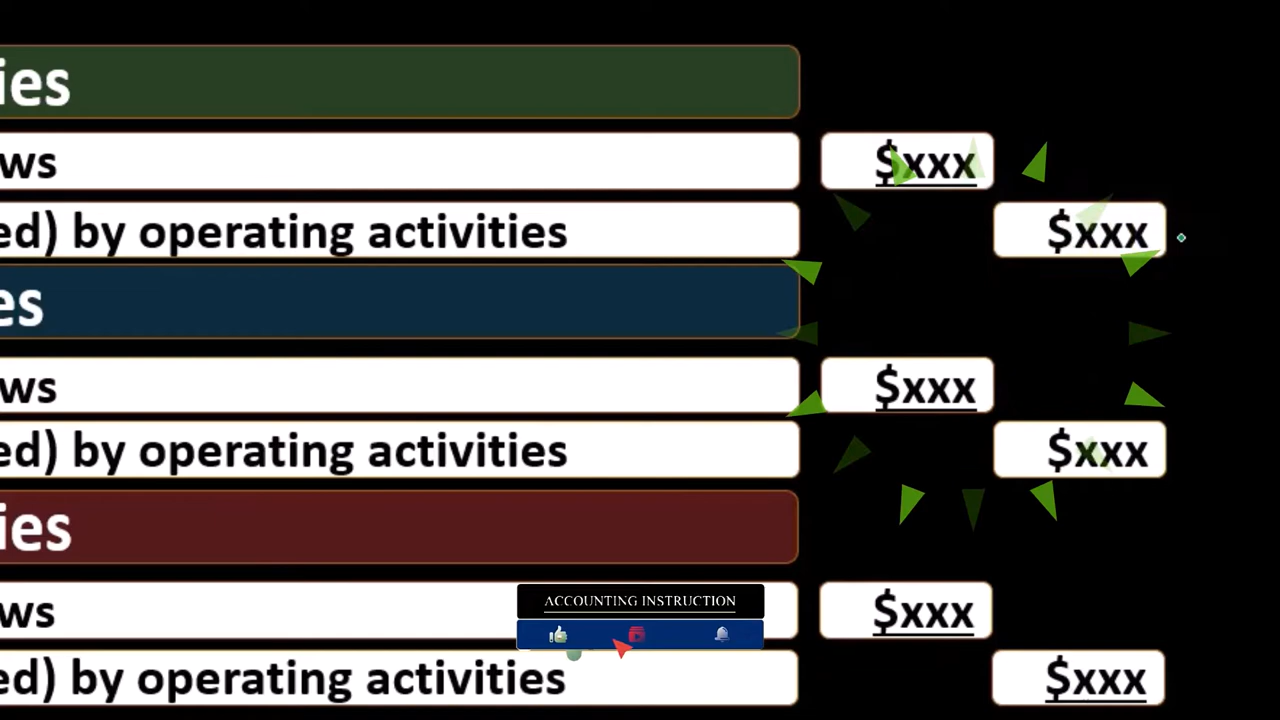 ies
ws $xxx
ed) by operating activities $xxx
es
ws $xxx
ed) by operating activities $xxx
ies
ws $xxx
ACCOUNTING INSTRUCTION
ed) by operating activities $xxx